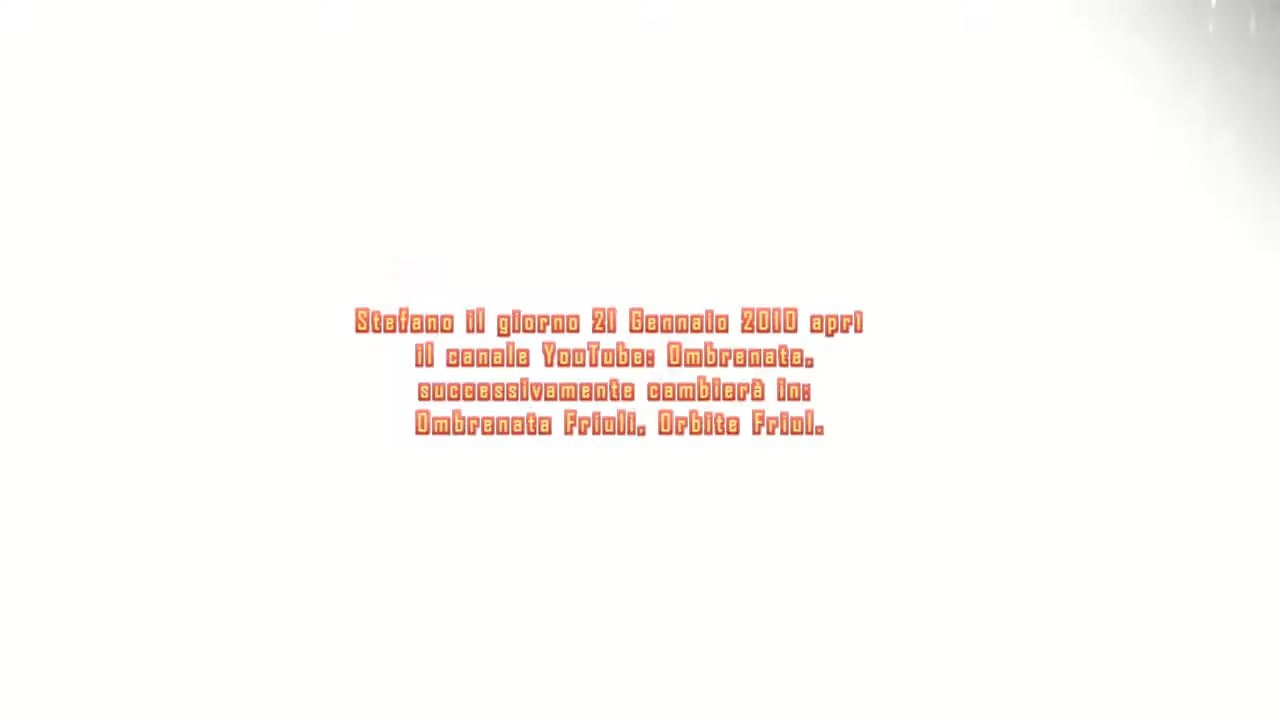 Stefano il giorno 21 Gennaio 2010 aprì
il canale YouTube: Ombrenata,
successivamente cambierà in:
Ombrenata Friuli, Orbite Friul.